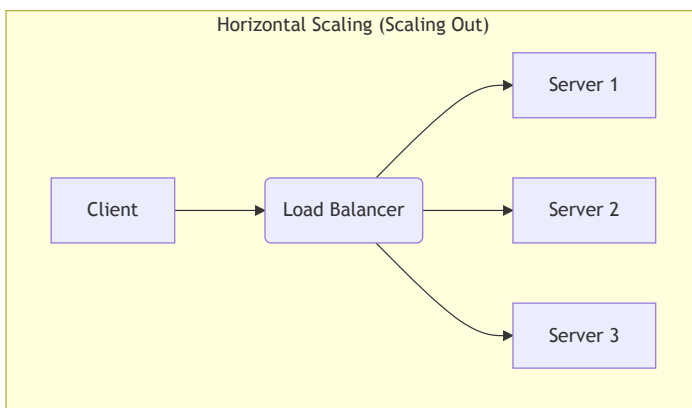 Horizontal Scaling (Scaling Out)
Server 1
Client
Load Balancer
Server 2
Server 3